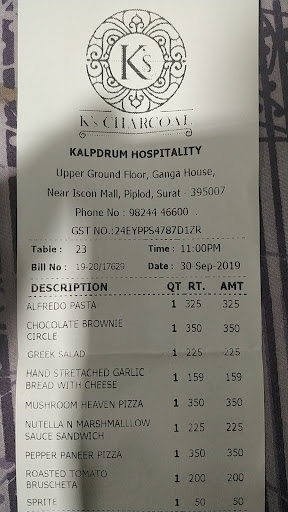 K's
K's CHARCOAL
KALPDRUM HOSPITALITY
Upper Ground Floor, Ganga House,
Near Iscon Mall, Piplod, Surat - 395007
Phone No : 98244 46600 .
GST NO.:24EYPPS4787D1ZR
Table : 23 Time : 11:00PM
Bill No : 19-20/17629 Date : 30-Sep-2019
DESCRIPTION QT RT. AMT
ALFREDO PASTA 1 325 325
CHOCOLATE BROWNIE 1 350 350
CIRCLE
GREEK SALAD 1 225 225
HAND STRETACHED GARLIC 1 159 159
BREAD WITH CHEESE
MUSHROOM HEAVEN PIZZA 1 350 350
NUTELLA N MARSHMALLLOW 1 225 225
SAUCE SANDWICH
PEPPER PANEER PIZZA 1 350 350
ROASTED TOMATO 1 200 200
BRUSCHETA
SPRITE 1 50 50